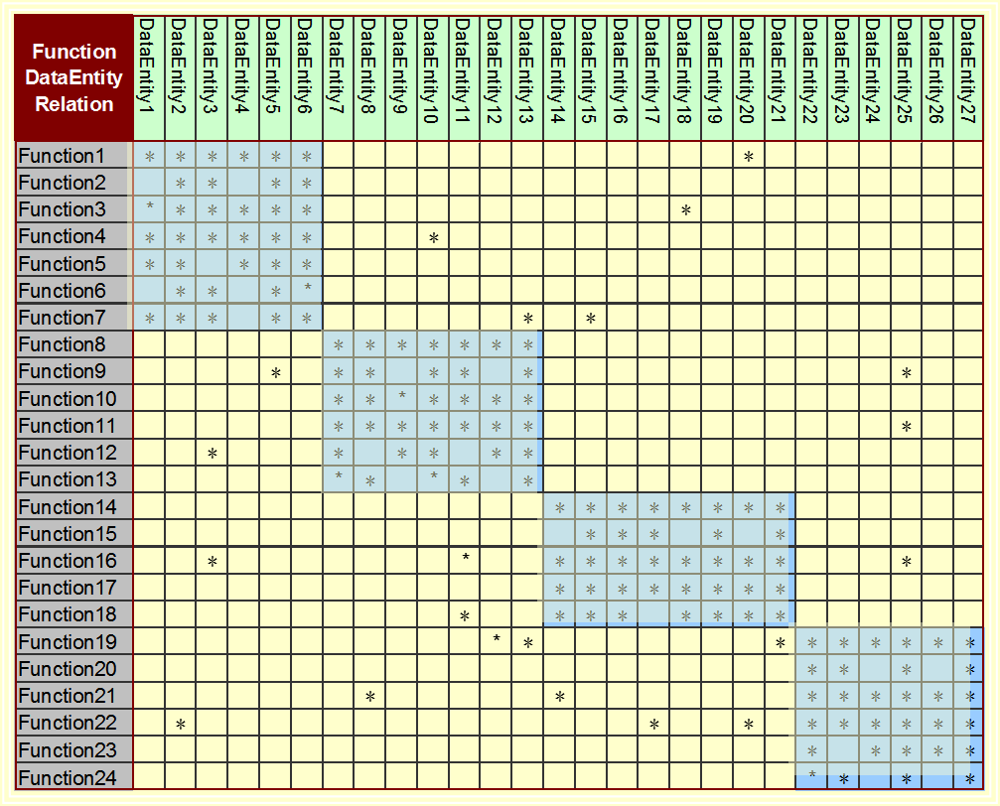 Function
DataEntity
Relation
DataEntity1
DataEntity2
DataEntity3
DataEntity4
DataEntity5
DataEntity6
DataEntity7
DataEntity8
DataEntity9
DataEntity10
DataEntity11
DataEntity12
DataEntity13
DataEntity14
DataEntity15
DataEntity16
DataEntity17
DataEntity18
DataEntity19
DataEntity20
DataEntity21
DataEntity22
DataEntity23
DataEntity24
DataEntity25
DataEntity26
DataEntity27
Function1 * * * * * * *
Function2 * * * *
Function3 * * * * * * *
Function4 * * * * * * *
Function5 * * * * *
Function6 * * * *
Function7 * * * * * * *
Function8 * * * * * * *
Function9 * * * * * * *
Function10 * * * * * * *
Function11 * * * * * * * *
Function12 * * * * * *
Function13 * * * * *
Function14 * * * * * * * *
Function15 * * * * *
Function16 * * * * * * * * * * *
Function17 * * * * * * * *
Function18 * * * * * * * *
Function19 * * * * * * * * *
Function20 * * * *
Function21 * * * * * * * *
Function22 * * * * * * * * *
Function23 * * * * *
Function24 * * * *